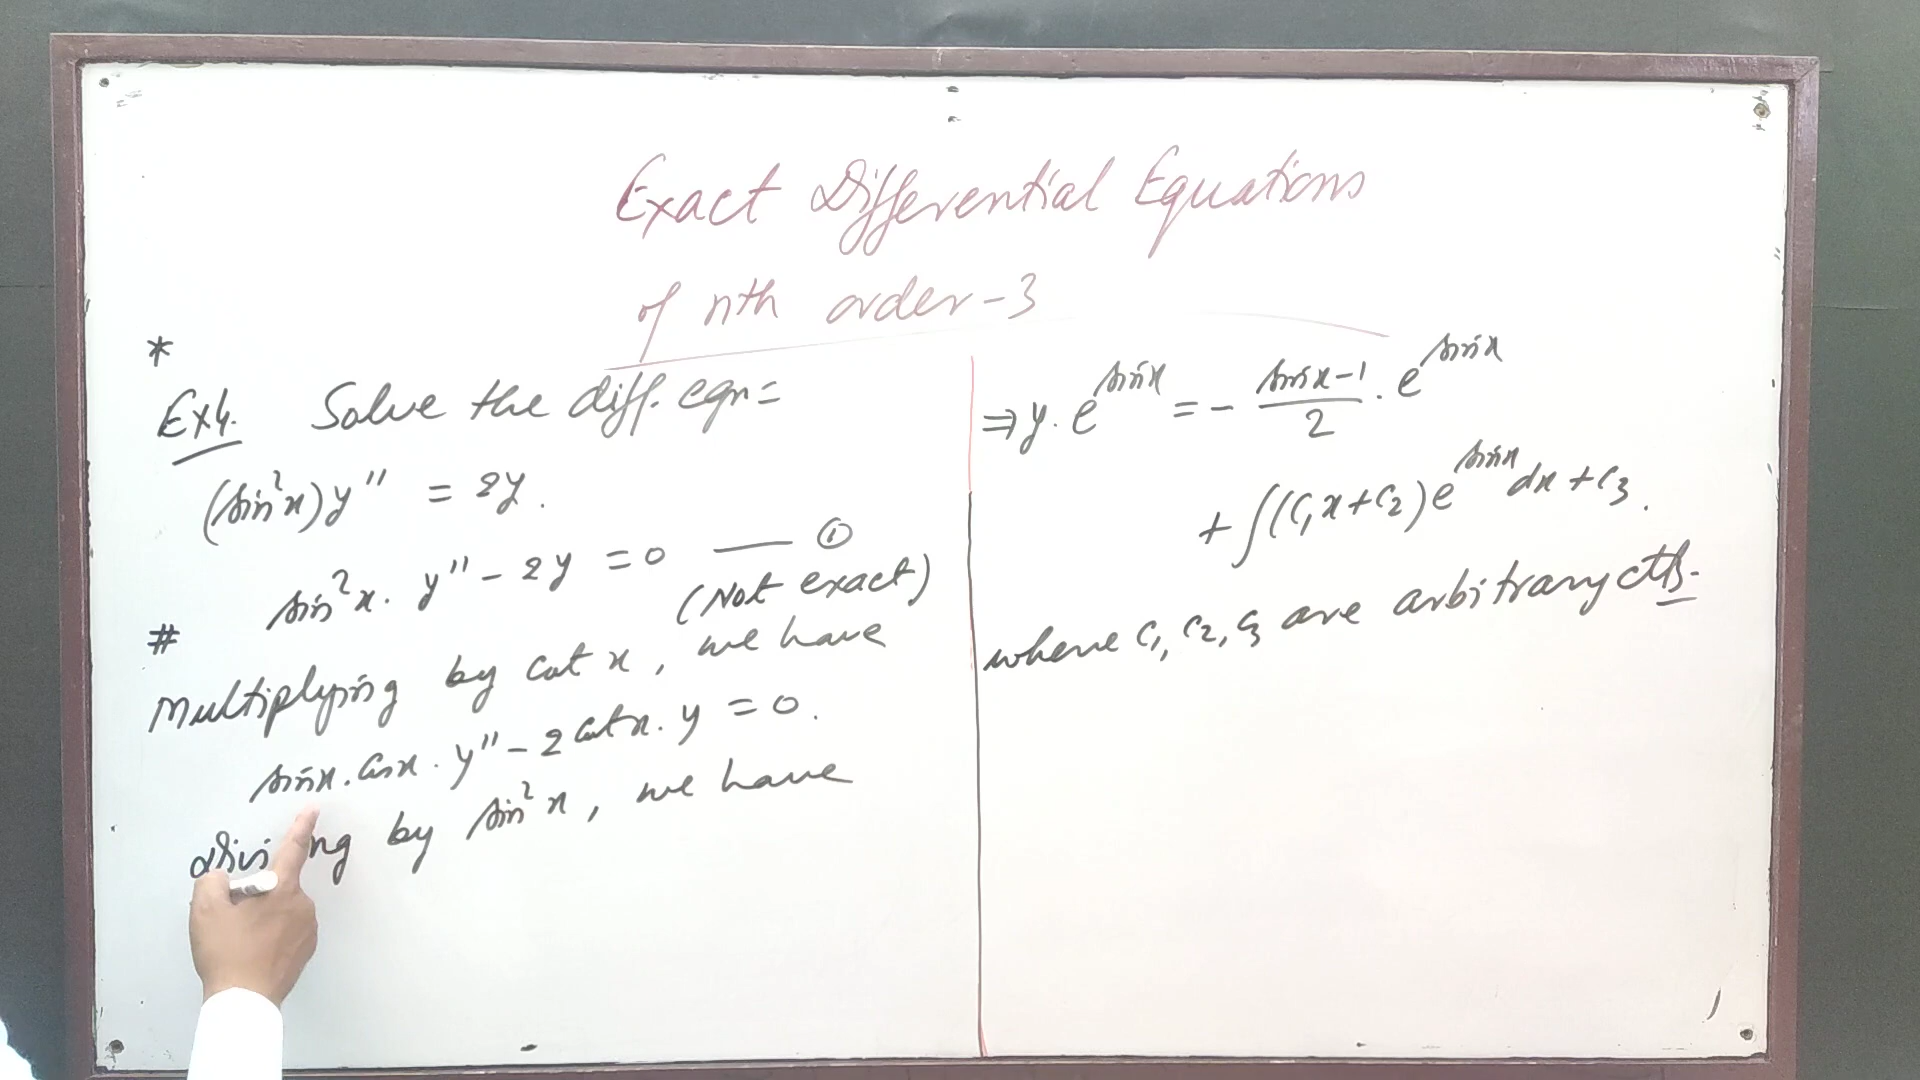 Exact Differential Equations
of nth order-3
*
Ex4. Solve the diff. eqn=
(sin²x)y'' = 2y.
sin²x. y'' - 2y = 0 —— ①
(Not exact)
#
Multiplying by cot x, we have
sinx. cosx. y'' - 2 cotx. y = 0.
dividing by sin²x, we have
⇒ y. e^{sinx} = - \frac{sinx-1}{2} . e^{sinx}
+ ∫(c₁x+c₂) e^{sinx} dx + c₃.
where c₁, c₂, c₃ are arbitrary ctts.